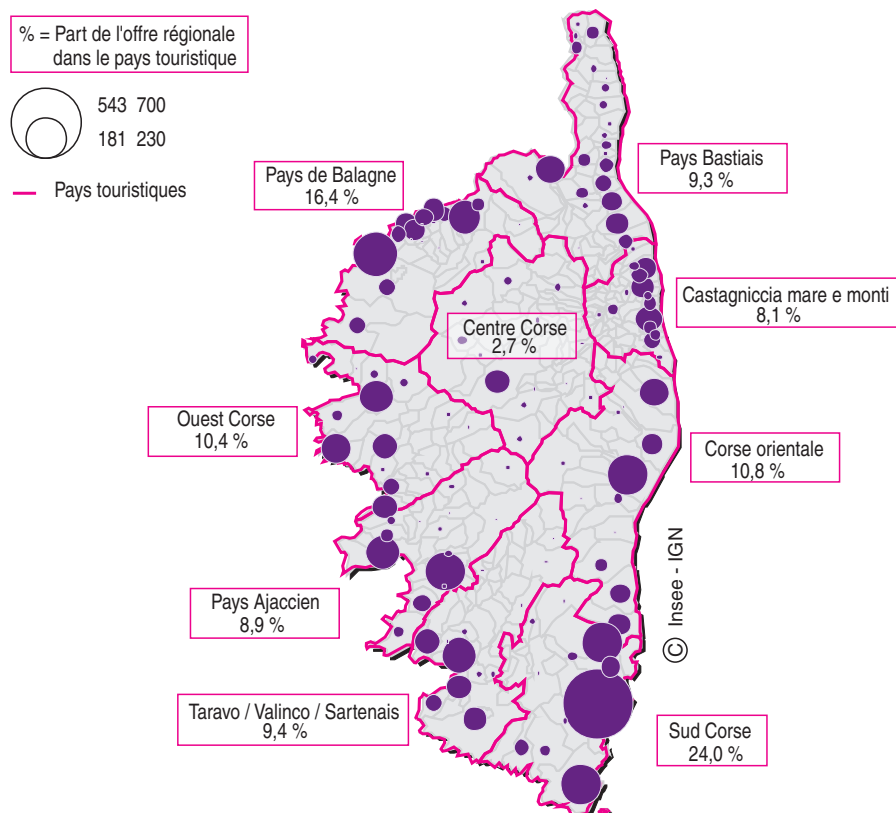 % = Part de l'offre régionale
dans le pays touristique
543 700
181 230
Pays touristiques
Pays de Balagne
16,4 %
Pays Bastiais
9,3 %
Castagniccia mare e monti
8,1 %
Centre Corse
2,7 %
Ouest Corse
10,4 %
Corse orientale
10,8 %
© Insee - IGN
Pays Ajaccien
8,9 %
Taravo / Valinco / Sartenais
9,4 %
Sud Corse
24,0 %